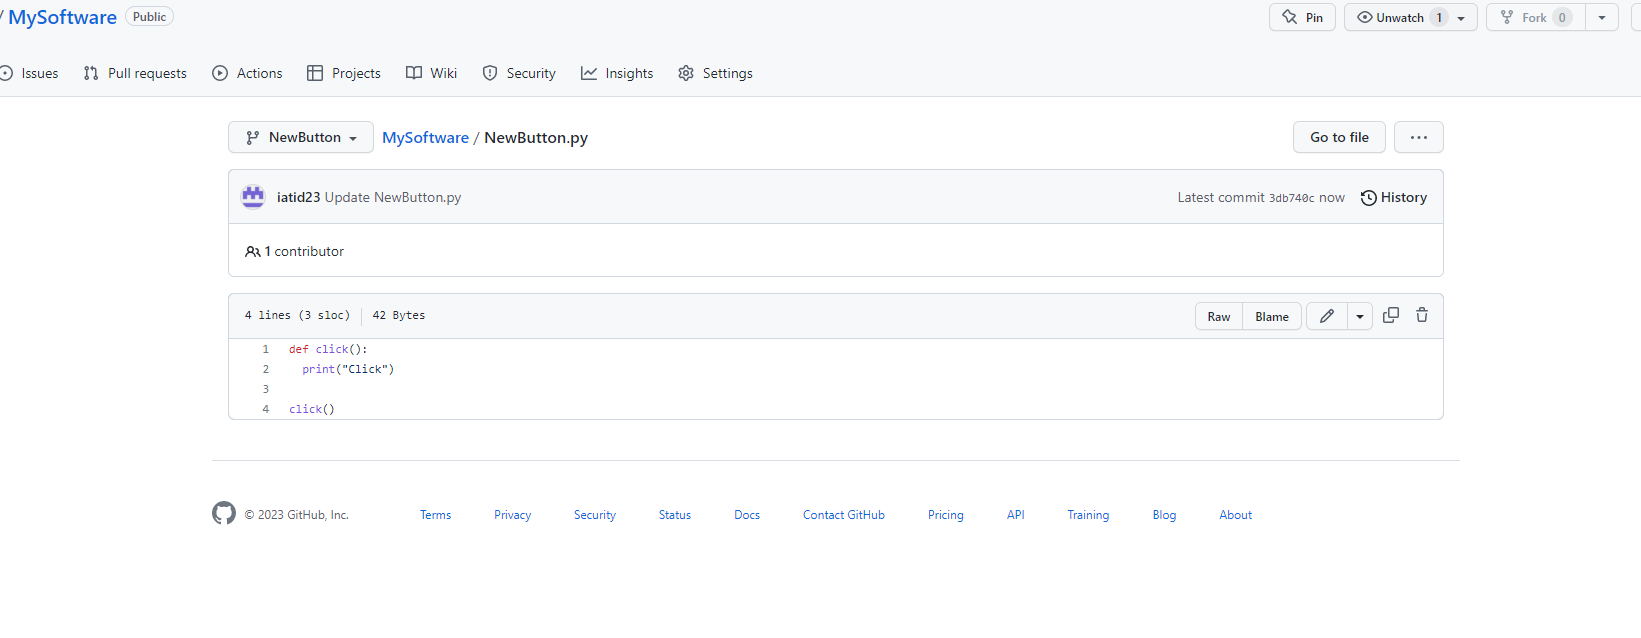 / MySoftware Public Pin Unwatch 1 Fork 0
Issues Pull requests Actions Projects Wiki Security Insights Settings
NewButton MySoftware / NewButton.py Go to file ...
iatid23 Update NewButton.py Latest commit 3db740c now History
1 contributor
4 lines (3 sloc) 42 Bytes Raw Blame
1 def click():
2 print("Click")
3
4 click()
© 2023 GitHub, Inc. Terms Privacy Security Status Docs Contact GitHub Pricing API Training Blog About